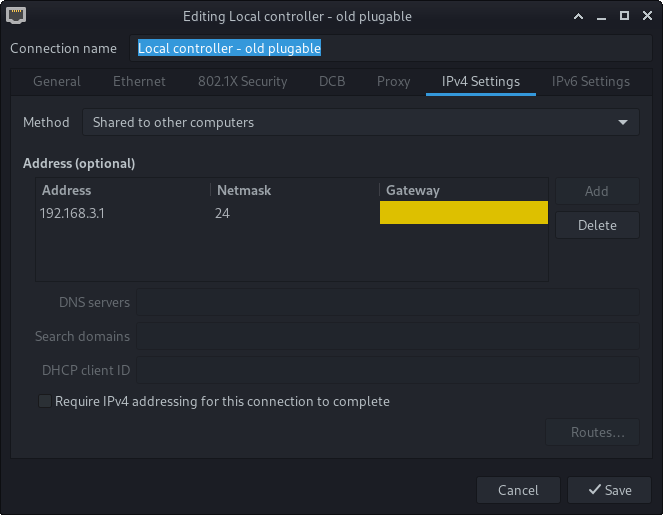 Editing Local controller - old plugable
Connection name Local controller - old plugable
General Ethernet 802.1X Security DCB Proxy IPv4 Settings IPv6 Settings
Method Shared to other computers
Address (optional)
Address Netmask Gateway Add
192.168.3.1 24 Delete
DNS servers
Search domains
DHCP client ID
Require IPv4 addressing for this connection to complete
Routes...
Cancel Save